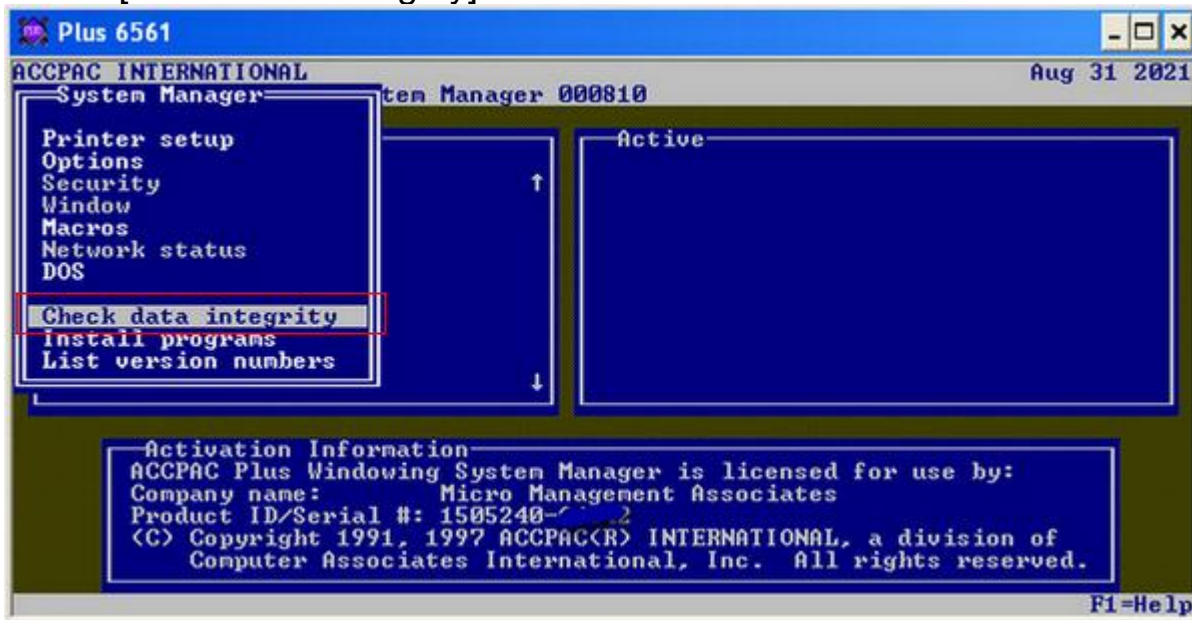 Plus 6561
ACCPAC INTERNATIONAL Aug 31 2021
System Manager tem Manager 000810
Printer setup
Options
Security
Window
Macros
Network status
DOS
Check data integrity
Install programs
List version numbers
Active
Activation Information
ACCPAC Plus Windowing System Manager is licensed for use by:
Company name: Micro Management Associates
Product ID/Serial #: 1505240-
(C) Copyright 1991, 1997 ACCPAC(R) INTERNATIONAL, a division of
Computer Associates International, Inc. All rights reserved.
F1=Help